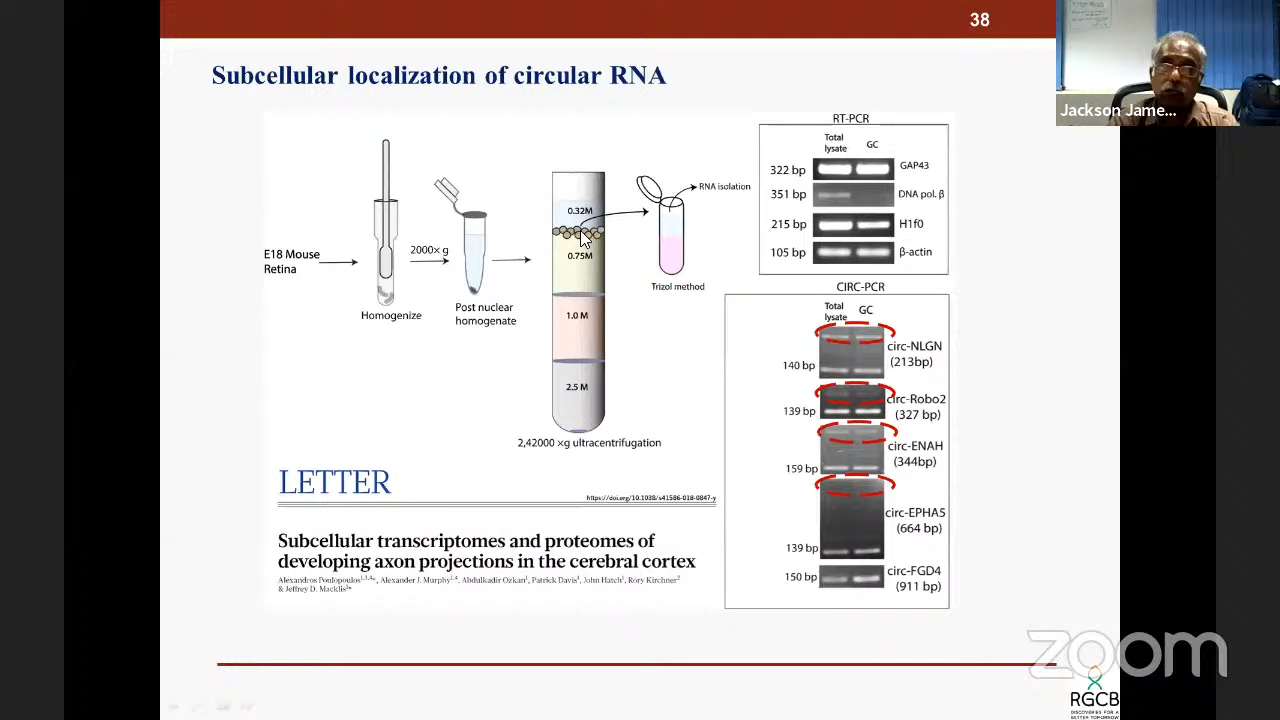 38
Subcellular localization of circular RNA
Jackson Jame...
E18 Mouse
Retina
Homogenize
2000× g
Post nuclear
homogenate
0.32M
0.75M
1.0 M
2.5 M
2,42000 ×g ultracentrifugation
RNA isolation
Trizol method
RT-PCR
Total
lysate
GC
322 bp
GAP43
351 bp
DNA pol. β
215 bp
H1f0
105 bp
β-actin
CIRC-PCR
Total
lysate
GC
140 bp
circ-NLGN
(213bp)
139 bp
circ-Robo2
(327 bp)
159 bp
circ-ENAH
(344bp)
139 bp
circ-EPHA5
(664 bp)
150 bp
circ-FGD4
(911 bp)
LETTER
https://doi.org/10.1038/s41586-018-0847-y
Subcellular transcriptomes and proteomes of
developing axon projections in the cerebral cortex
Alexandros Poulopoulos, Alexander J. Murphy, Abdulkadir Ozkan, Patrick Davis, John Hatch, Rory Kirchner
& Jeffrey D. Macklis
zoom
RGCB
DISCOVERIES FOR A
BETTER TOMORROW